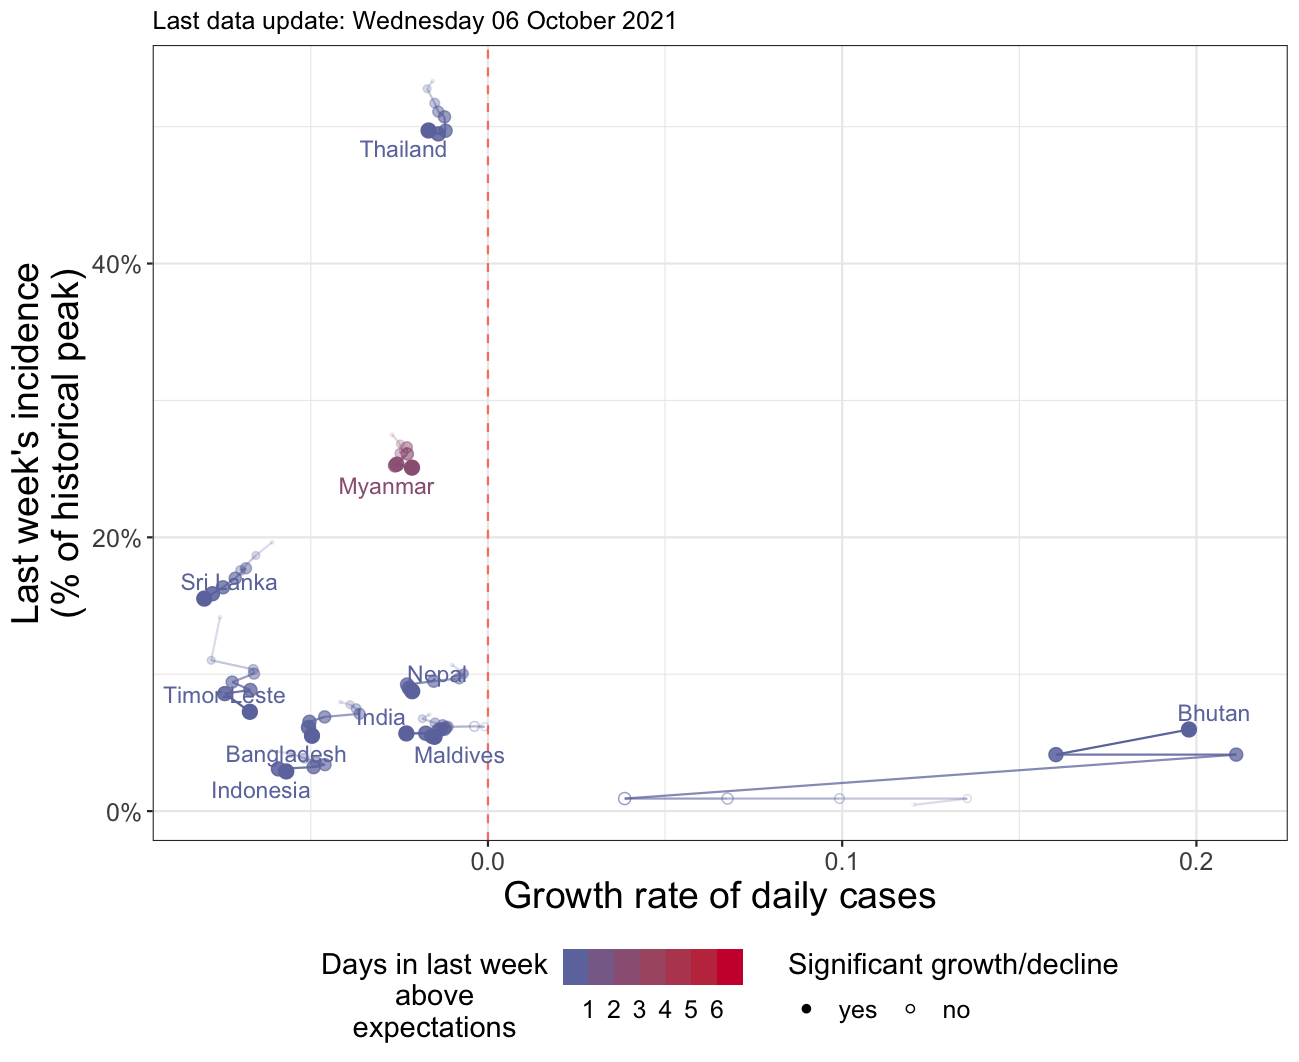 Last data update: Wednesday 06 October 2021
Last week's incidence
(% of historical peak)
40%
20%
0%
Thailand
Myanmar
Sri Lanka
Nepal
Timor-Leste
India
Bhutan
Bangladesh
Maldives
Indonesia
0.0
0.1
0.2
Growth rate of daily cases
Days in last week
above
expectations
1 2 3 4 5 6
Significant growth/decline
yes
no